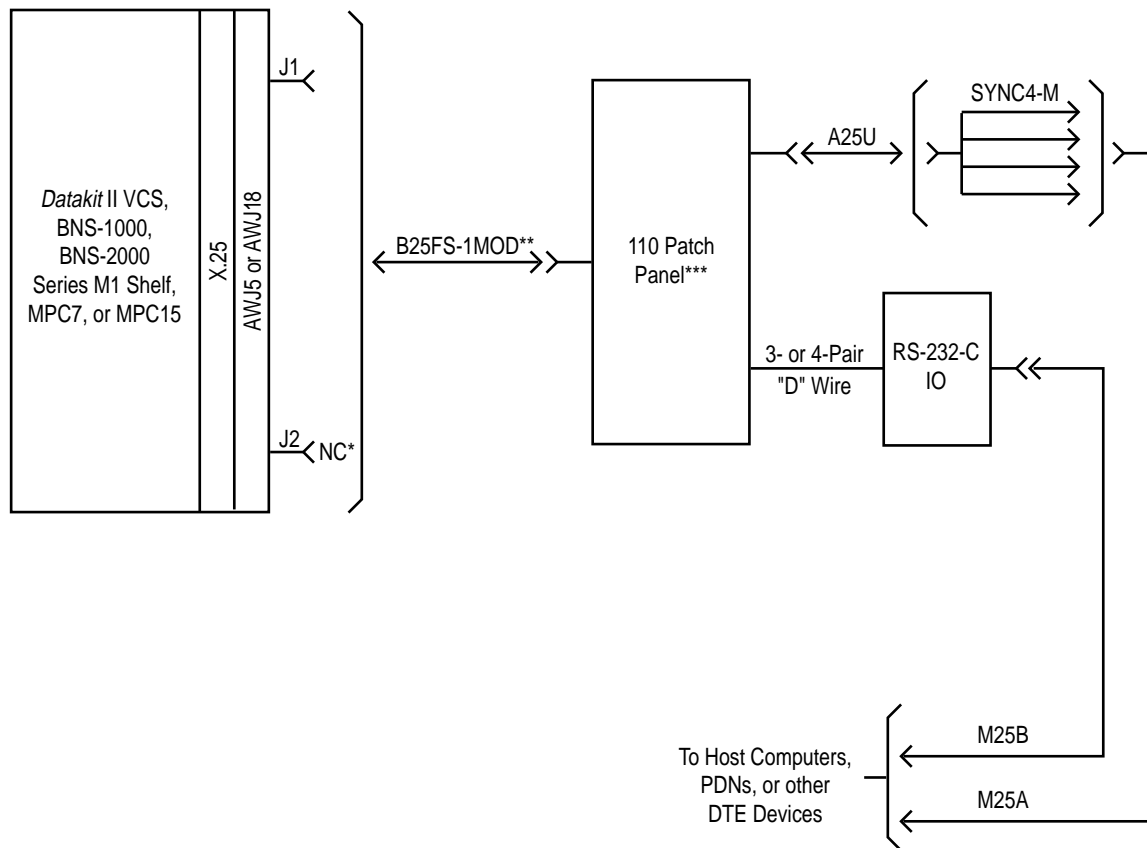 Datakit II VCS,
BNS-1000,
BNS-2000
Series M1 Shelf,
MPC7, or MPC15
X.25
AWJ5 or AWJ18
J1
J2
NC*
B25FS-1MOD**
110 Patch
Panel***
A25U
SYNC4-M
3- or 4-Pair
"D" Wire
RS-232-C
IO
To Host Computers,
PDNs, or other
DTE Devices
M25B
M25A